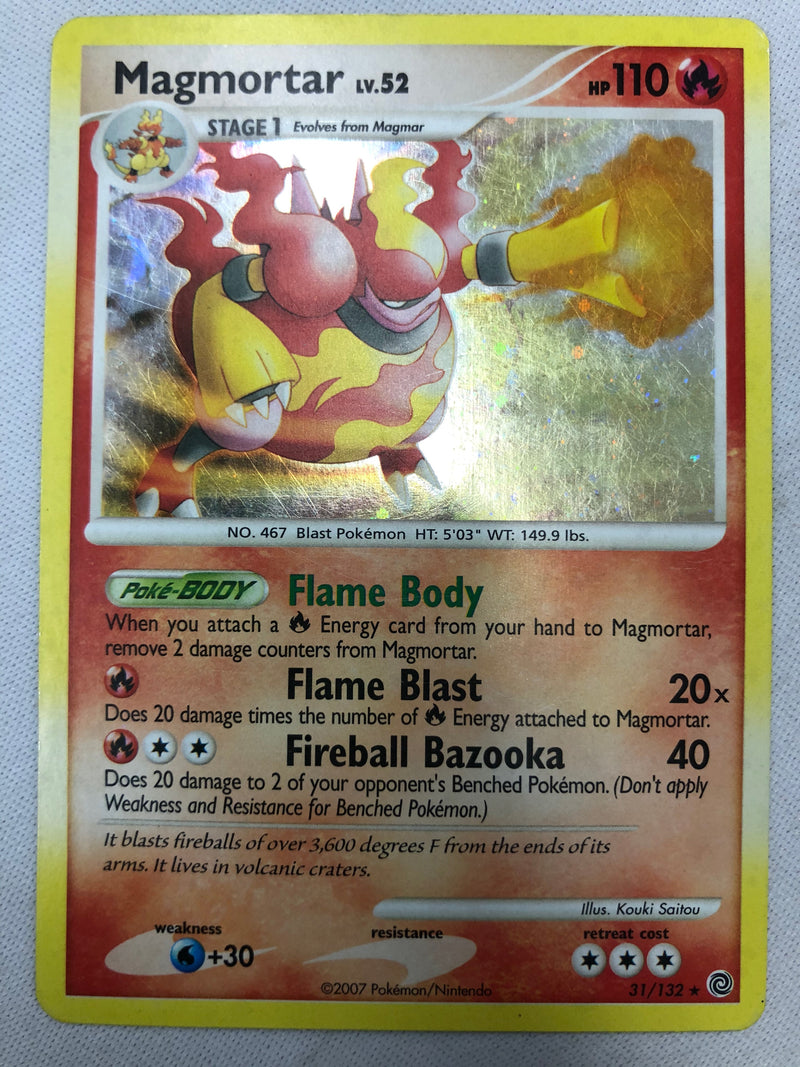 Magmortar LV.52 HP 110
STAGE 1 Evolves from Magmar
NO. 467 Blast Pokémon HT: 5'03" WT: 149.9 lbs.
Poké-BODY Flame Body
When you attach a Energy card from your hand to Magmortar,
remove 2 damage counters from Magmortar.
Flame Blast 20x
Does 20 damage times the number of Energy attached to Magmortar.
Fireball Bazooka 40
Does 20 damage to 2 of your opponent's Benched Pokémon. (Don't apply
Weakness and Resistance for Benched Pokémon.)
It blasts fireballs of over 3,600 degrees F from the ends of its
arms. It lives in volcanic craters.
Illus. Kouki Saitou
weakness resistance retreat cost
+30
©2007 Pokémon/Nintendo 31/132 ★